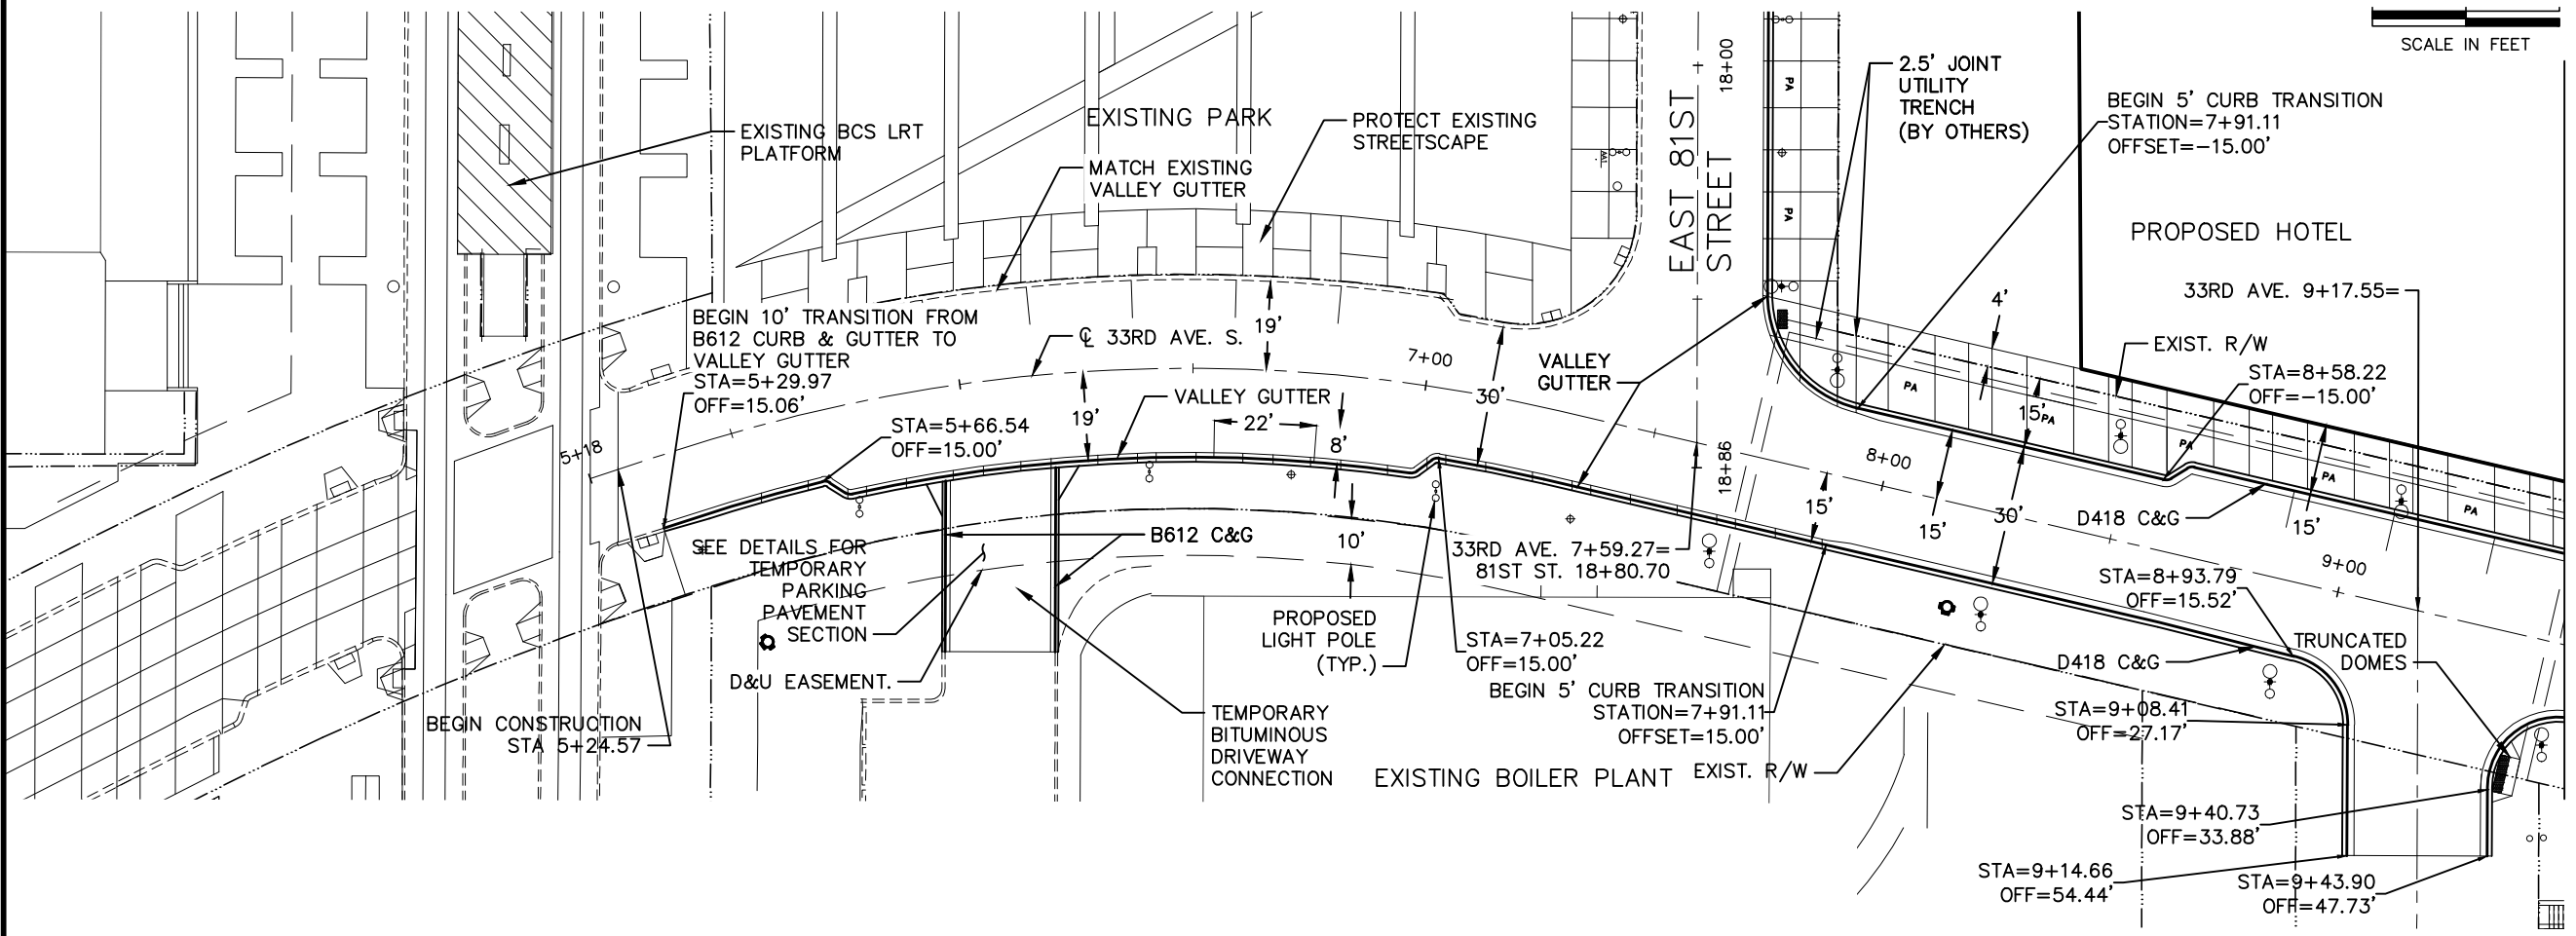 SCALE IN FEET
EXISTING BCS LRT
PLATFORM
EXISTING PARK
PROTECT EXISTING
STREETSCAPE
MATCH EXISTING
VALLEY GUTTER
EAST 81ST
STREET
18+00
PA
PA
2.5' JOINT
UTILITY
TRENCH
(BY OTHERS)
BEGIN 5' CURB TRANSITION
STATION=7+91.11
OFFSET=-15.00'
PROPOSED HOTEL
33RD AVE. 9+17.55=
4'
EXIST. R/W
STA=8+58.22
OFF=-15.00'
BEGIN 10' TRANSITION FROM
B612 CURB & GUTTER TO
VALLEY GUTTER
STA=5+29.97
OFF=15.06'
℄ 33RD AVE. S.
19'
7+00
VALLEY
GUTTER
30'
19'
VALLEY GUTTER
22'
8'
STA=5+66.54
OFF=15.00'
5+18
PA
15'
PA
PA
PA
PA
15'
18+86
8+00
15'
15'
30'
D418 C&G
9+00
SEE DETAILS FOR
TEMPORARY
PARKING
PAVEMENT
SECTION
B612 C&G
10'
33RD AVE. 7+59.27=
81ST ST. 18+80.70
STA=8+93.79
OFF=15.52'
PROPOSED
LIGHT POLE
(TYP.)
STA=7+05.22
OFF=15.00'
TRUNCATED
DOMES
D418 C&G
D&U EASEMENT.
BEGIN 5' CURB TRANSITION
STATION=7+91.11
OFFSET=15.00'
STA=9+08.41
OFF=27.17'
BEGIN CONSTRUCTION
STA 5+24.57
TEMPORARY
BITUMINOUS
DRIVEWAY
CONNECTION
EXISTING BOILER PLANT
EXIST. R/W
STA=9+40.73
OFF=33.88'
STA=9+14.66
OFF=54.44'
STA=9+43.90
OFF=47.73'